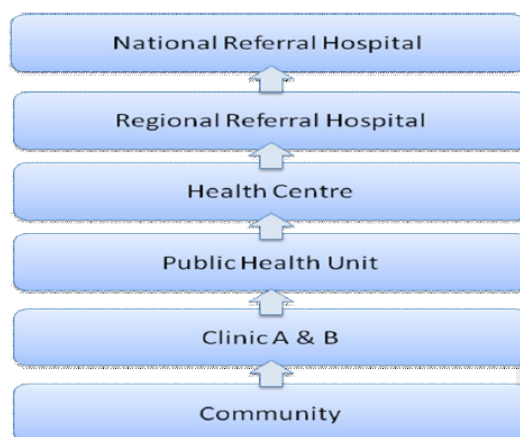 National Referral Hospital
Regional Referral Hospital
Health Centre
Public Health Unit
Clinic A & B
Community